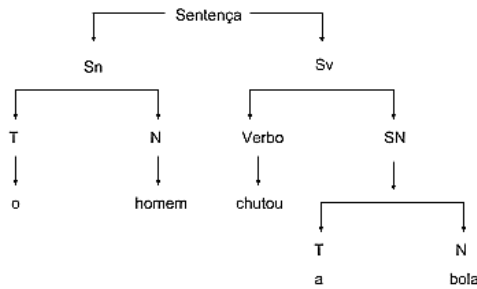 Sentença
Sn Sv
T N Verbo SN
o homem chutou
T N
a bola